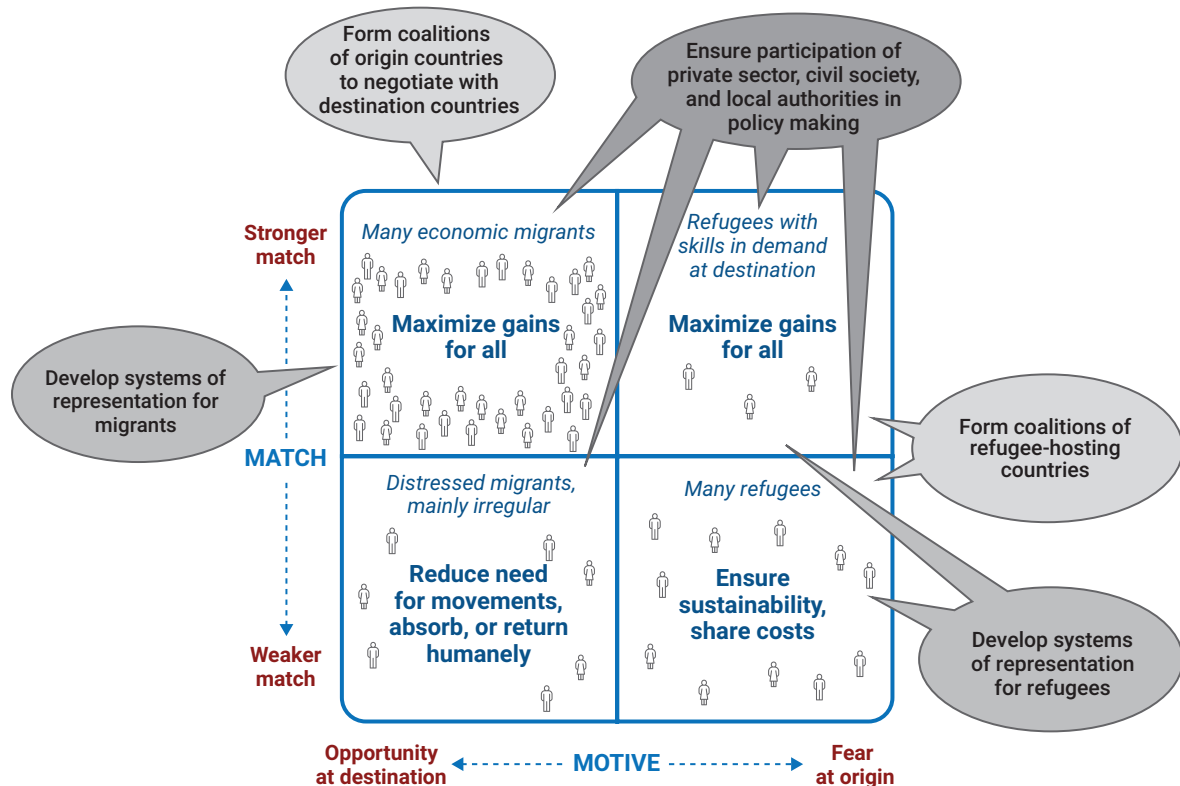 Form coalitions
of origin countries
to negotiate with
destination countries
Ensure participation of
private sector, civil society,
and local authorities in
policy making
Stronger
match
Many economic migrants
Refugees with
skills in demand
at destination
Maximize gains
for all
Maximize gains
for all
Develop systems of
representation for
migrants
MATCH
Form coalitions of
refugee-hosting
countries
Distressed migrants,
mainly irregular
Many refugees
Reduce need
for movements,
absorb, or return
humanely
Ensure
sustainability,
share costs
Weaker
match
Develop systems
of representation
for refugees
Opportunity
at destination
MOTIVE
Fear
at origin